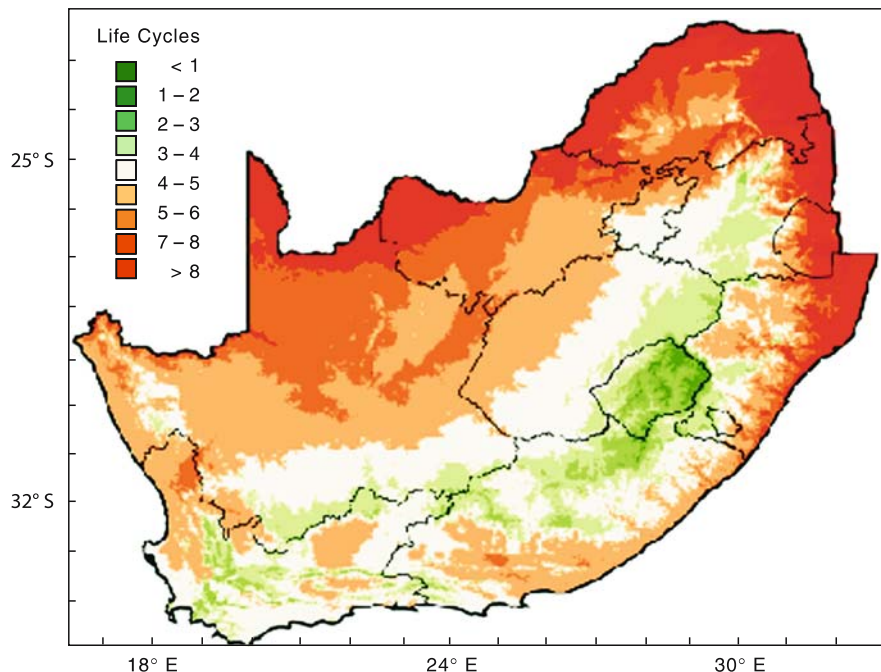 Life Cycles
< 1
1 – 2
2 – 3
3 – 4
4 – 5
5 – 6
7 – 8
> 8
25° S
32° S
18° E
24° E
30° E